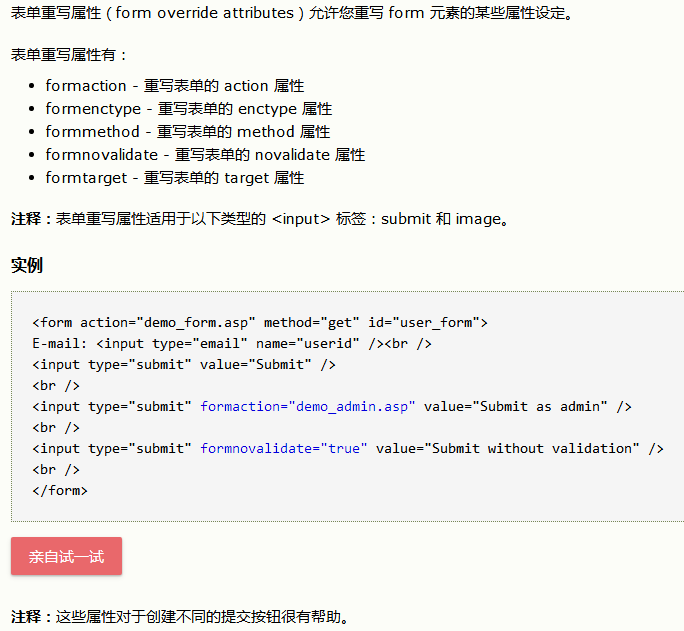 表单重写属性（form override attributes）允许您重写 form 元素的某些属性设定。
表单重写属性有：
• formaction - 重写表单的 action 属性
• formenctype - 重写表单的 enctype 属性
• formmethod - 重写表单的 method 属性
• formnovalidate - 重写表单的 novalidate 属性
• formtarget - 重写表单的 target 属性
注释：表单重写属性适用于以下类型的 <input> 标签：submit 和 image。
实例
<form action="demo_form.asp" method="get" id="user_form">
E-mail: <input type="email" name="userid" /><br />
<input type="submit" value="Submit" />
<br />
<input type="submit" formaction="demo_admin.asp" value="Submit as admin" />
<br />
<input type="submit" formnovalidate="true" value="Submit without validation" />
<br />
</form>
亲自试一试
注释：这些属性对于创建不同的提交按钮很有帮助。